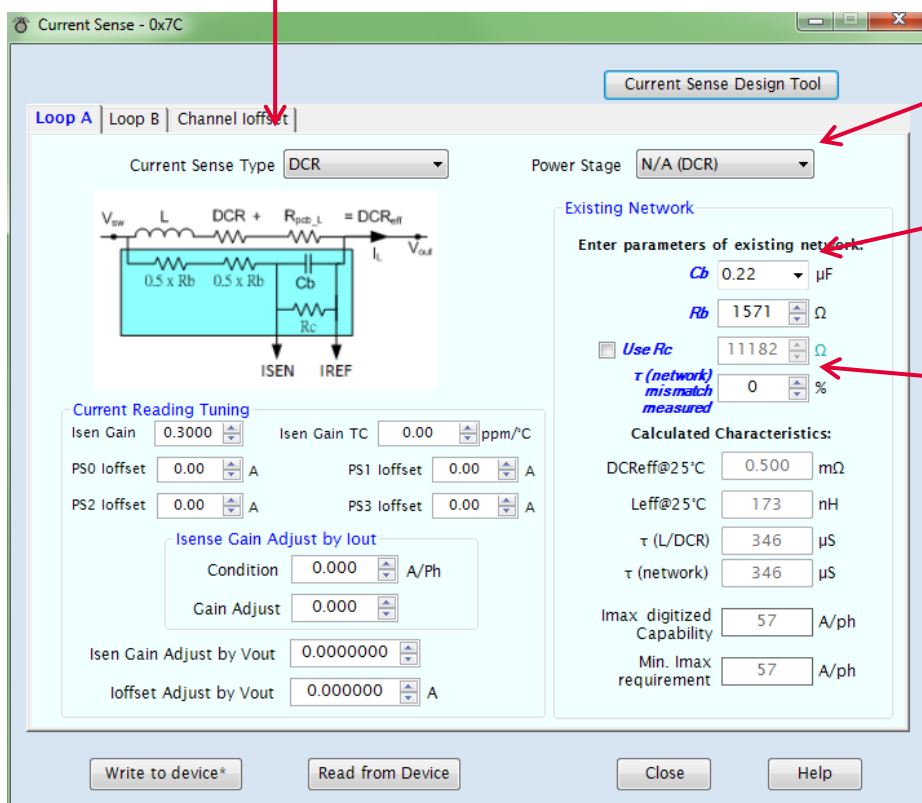 Current Sense - 0x7C
Current Sense Design Tool
Loop A Loop B Channel Ioffset
Current Sense Type DCR
Power Stage N/A (DCR)
Vsw L DCR + Rpcb_L = DCReff
IL Vout
0.5 x Rb 0.5 x Rb Cb
Rc
ISEN IREF
Existing Network
Enter parameters of existing network:
Cb 0.22 µF
Rb 1571 Ω
Use Rc 11182 Ω
τ (network)
mismatch 0 %
measured
Calculated Characteristics:
DCReff@25°C 0.500 mΩ
Leff@25°C 173 nH
τ (L/DCR) 346 µS
τ (network) 346 µS
Imax digitized
Capability 57 A/ph
Min. Imax
requirement 57 A/ph
Current Reading Tuning
Isen Gain 0.3000 Isen Gain TC 0.00 ppm/°C
PS0 Ioffset 0.00 A PS1 Ioffset 0.00 A
PS2 Ioffset 0.00 A PS3 Ioffset 0.00 A
Isense Gain Adjust by Iout
Condition 0.000 A/Ph
Gain Adjust 0.000
Isen Gain Adjust by Vout 0.0000000
Ioffset Adjust by Vout 0.000000 A
Write to device* Read from Device Close Help